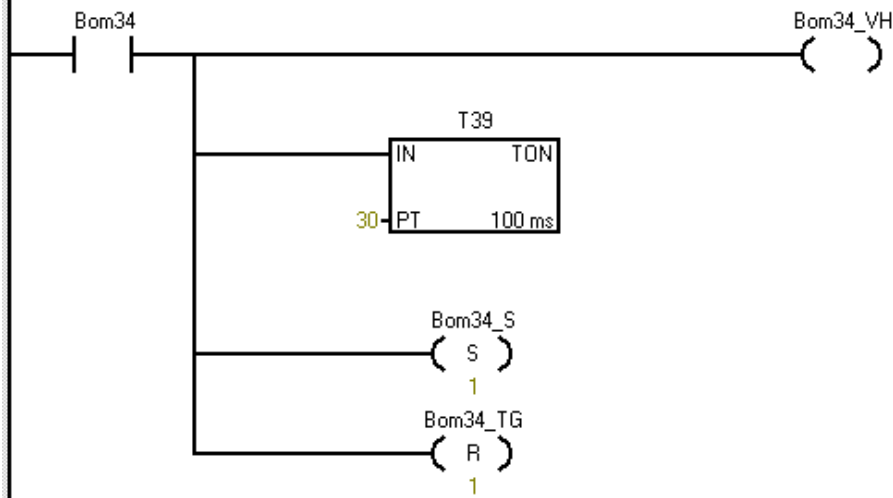 Bom34
Bom34_VH
T39
IN TON
30 PT 100 ms
Bom34_S
S
1
Bom34_TG
R
1